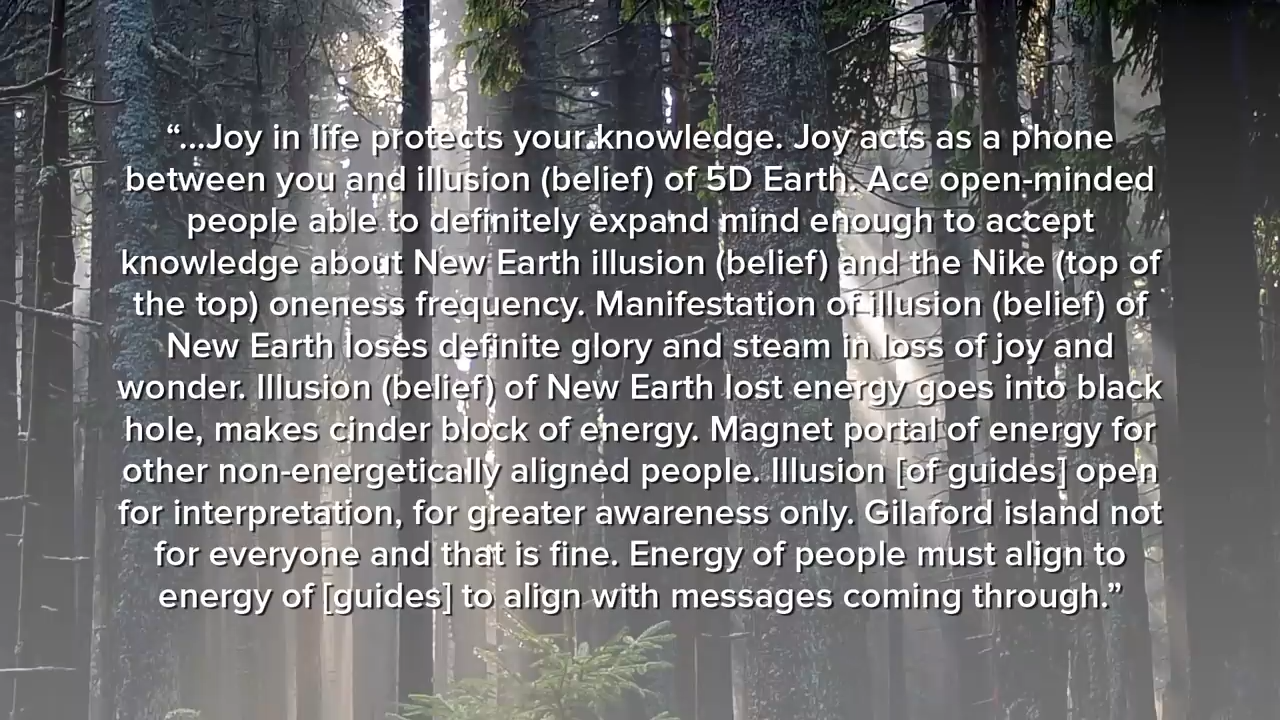 “...Joy in life protects your knowledge. Joy acts as a phone
between you and illusion (belief) of 5D Earth. Ace open-minded
people able to definitely expand mind enough to accept
knowledge about New Earth illusion (belief) and the Nike (top of
the top) oneness frequency. Manifestation of illusion (belief) of
New Earth loses definite glory and steam in loss of joy and
wonder. Illusion (belief) of New Earth lost energy goes into black
hole, makes cinder block of energy. Magnet portal of energy for
other non-energetically aligned people. Illusion [of guides] open
for interpretation, for greater awareness only. Gilaford island not
for everyone and that is fine. Energy of people must align to
energy of [guides] to align with messages coming through.”